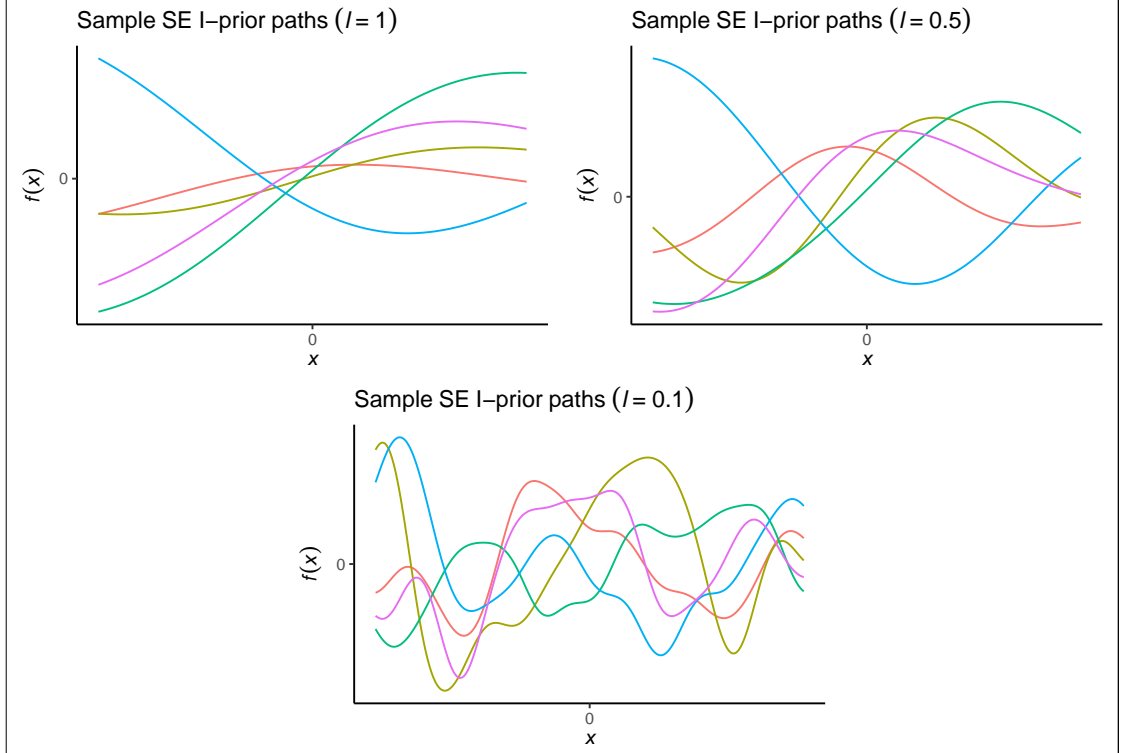 Sample SE I−prior paths (l = 1)
f(x)
0
0
x
Sample SE I−prior paths (l = 0.5)
f(x)
0
0
x
Sample SE I−prior paths (l = 0.1)
f(x)
0
0
x